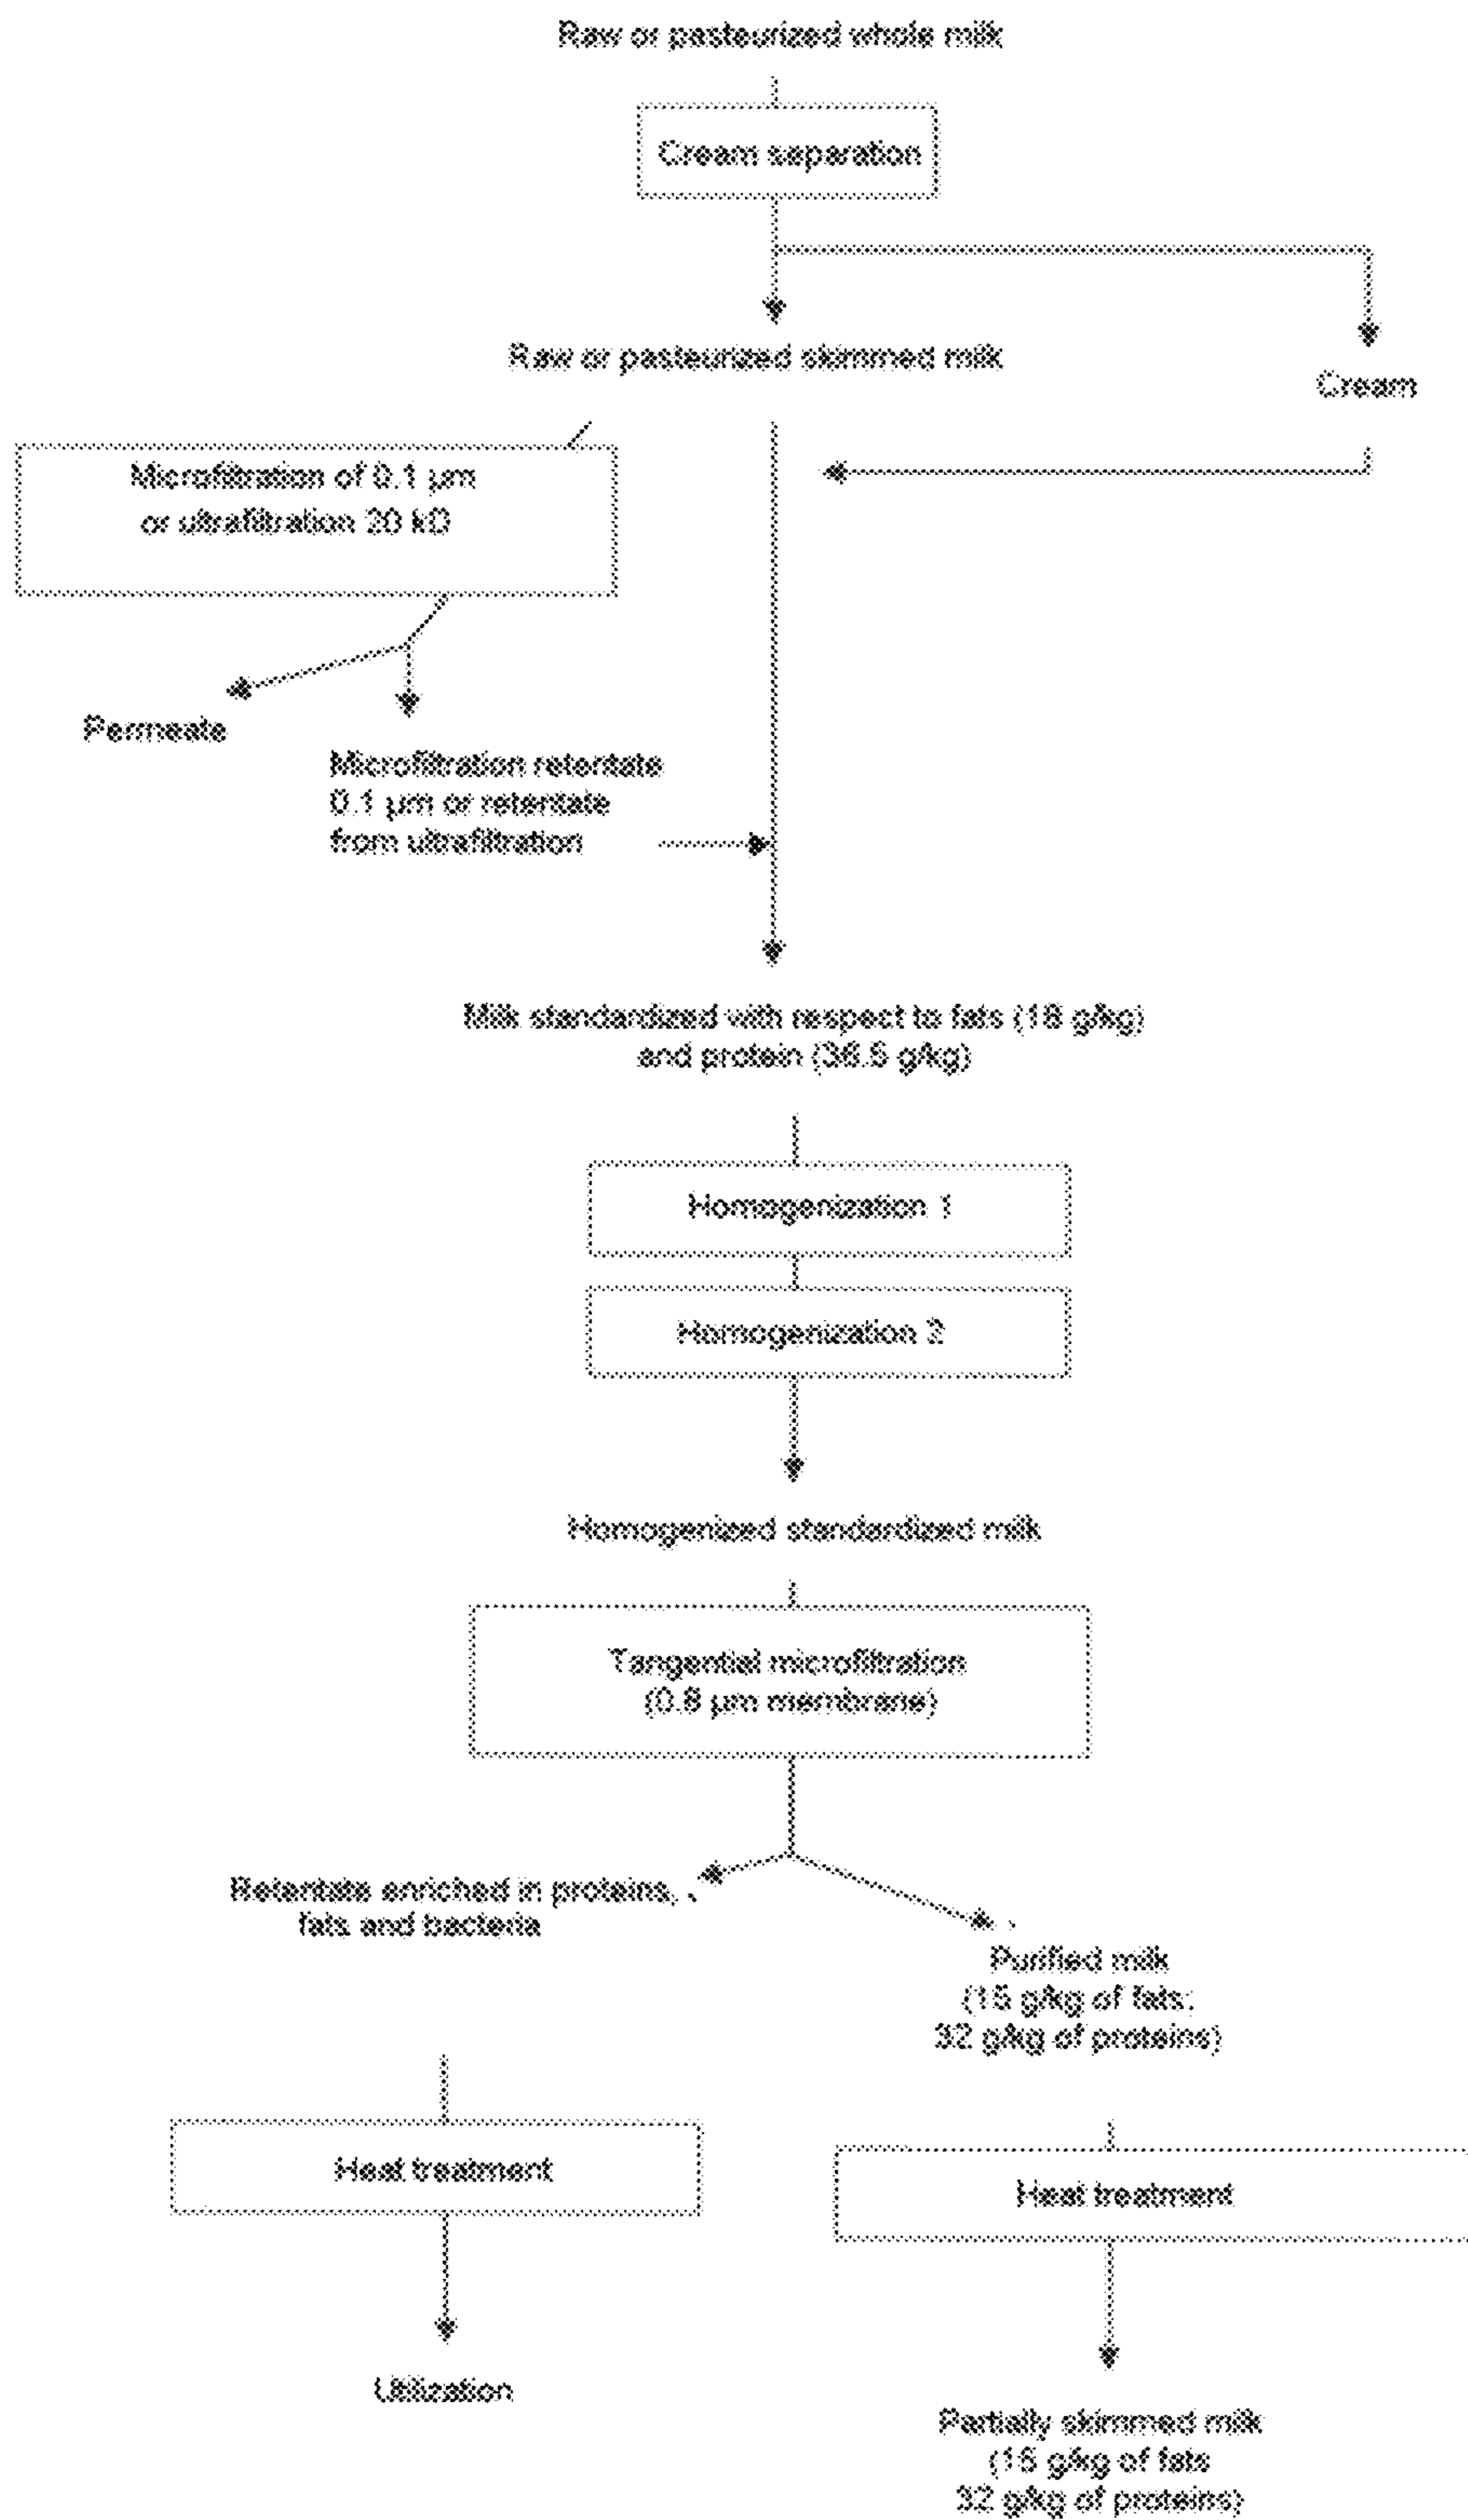 Raw or pasteurized whole milk
Cream separation
Raw or pasteurized skimmed milk
Cream
Microfiltration of 0.1 µm
or ultrafiltration 20 kD
Permeate
Microfiltration retentate
0.1 µm or retentate
from ultrafiltration
Milk standardized with respect to fats (18 g/kg)
and protein (36.5 g/kg)
Homogenization 1
Homogenization 2
Homogenized standardized milk
Tangential microfiltration
(0.8 µm membrane)
Retentate enriched in proteins,
fats and bacteria
Purified milk
(15 g/kg of fats;
32 g/kg of proteins)
Heat treatment
Heat treatment
Utilization
Partially skimmed milk
(15 g/kg of fats
32 g/kg of proteins)